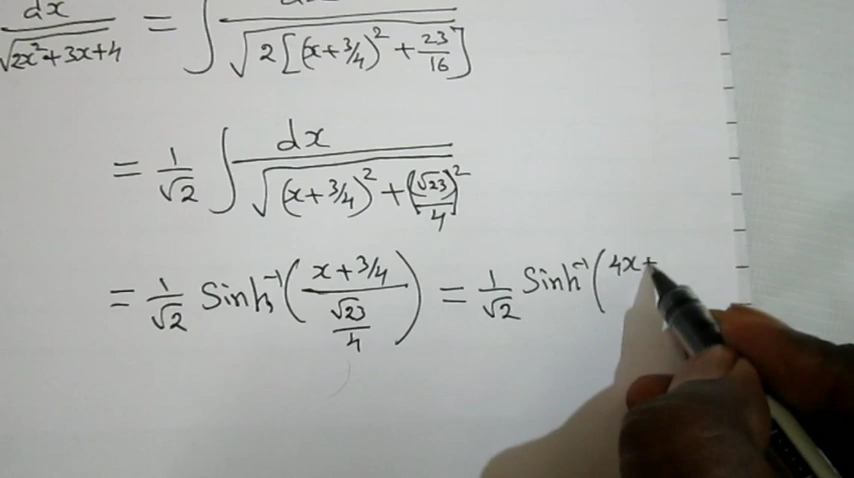 dx/√(2x²+3x+4) = ∫ dx/√(2[(x+3/4)²+23/16])
= 1/√2 ∫ dx/√((x+3/4)²+(√23/4)²)
= 1/√2 Sinh⁻¹((x+3/4)/(√23/4)) = 1/√2 Sinh⁻¹(4x+